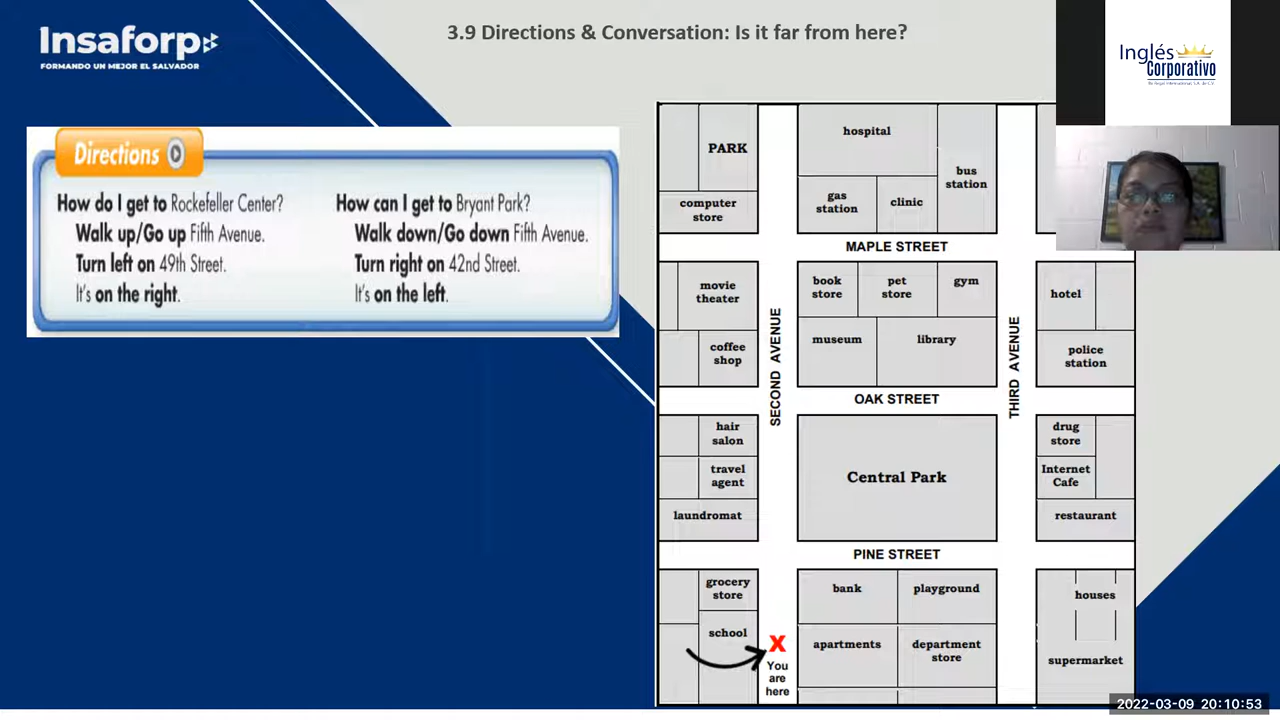 Insaforp
FORMANDO UN MEJOR EL SALVADOR
3.9 Directions & Conversation: Is it far from here?
Inglés
Corporativo
Directions
How do I get to Rockefeller Center?
Walk up/Go up Fifth Avenue.
Turn left on 49th Street.
It's on the right.
How can I get to Bryant Park?
Walk down/Go down Fifth Avenue.
Turn right on 42nd Street.
It's on the left.
PARK
computer
store
hospital
gas
station
clinic
bus
station
MAPLE STREET
movie
theater
coffee
shop
SECOND AVENUE
book
store
pet
store
gym
museum
library
THIRD AVENUE
hotel
police
station
OAK STREET
hair
salon
travel
agent
laundromat
Central Park
drug
store
Internet
Cafe
restaurant
PINE STREET
grocery
store
school
X
You
are
here
bank
playground
apartments
department
store
houses
supermarket
2022-03-09 20:10:53